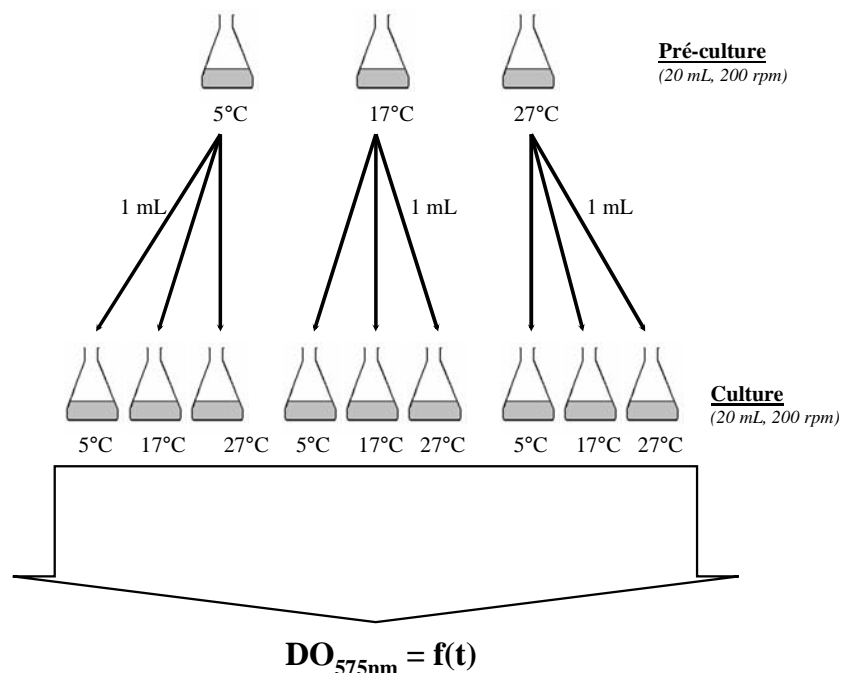 Pré-culture
(20 mL, 200 rpm)
5°C 17°C 27°C
1 mL 1 mL 1 mL
Culture
(20 mL, 200 rpm)
5°C 17°C 27°C 5°C 17°C 27°C 5°C 17°C 27°C
DO575nm = f(t)